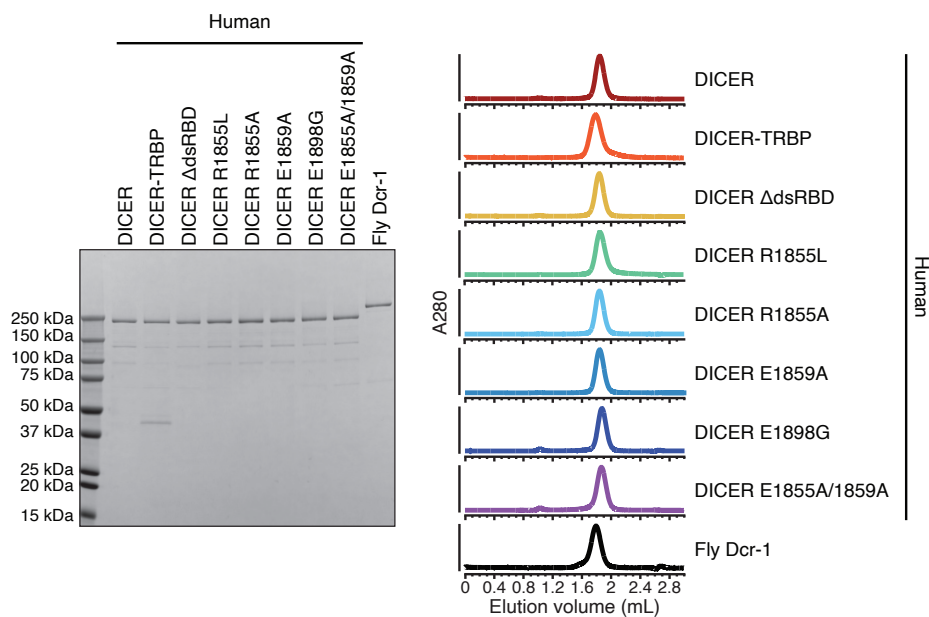 Human
DICER
DICER-TRBP
DICER ΔdsRBD
DICER R1855L
DICER R1855A
DICER E1859A
DICER E1898G
DICER E1855A/1859A
Fly Dcr-1
250 kDa
150 kDa
100 kDa
75 kDa
50 kDa
37 kDa
25 kDa
20 kDa
15 kDa
A280
DICER
DICER-TRBP
DICER ΔdsRBD
DICER R1855L
DICER R1855A
DICER E1859A
DICER E1898G
DICER E1855A/1859A
Fly Dcr-1
Human
0 0.4 0.8 1.2 1.6 2 2.4 2.8
Elution volume (mL)